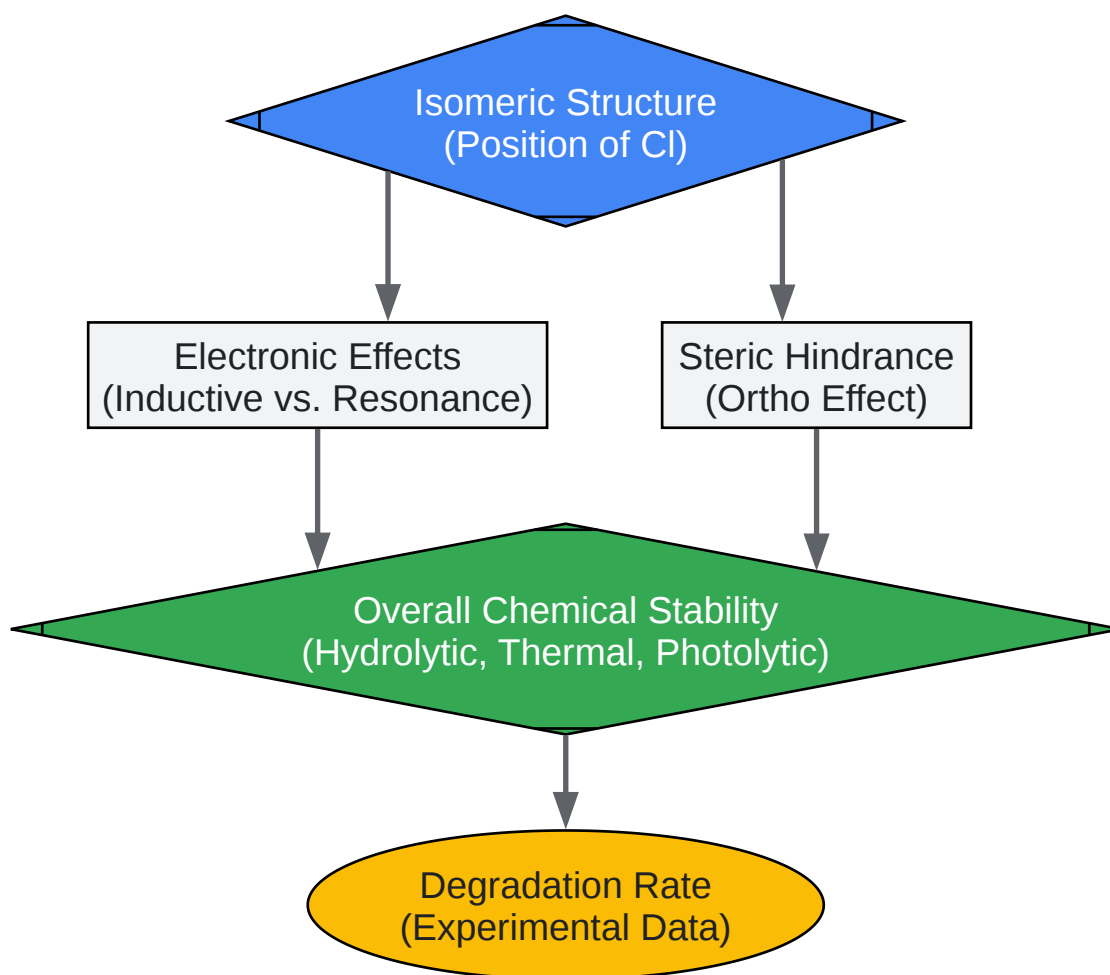 Isomeric Structure
(Position of Cl)
Electronic Effects
(Inductive vs. Resonance)
Steric Hindrance
(Ortho Effect)
Overall Chemical Stability
(Hydrolytic, Thermal, Photolytic)
Degradation Rate
(Experimental Data)